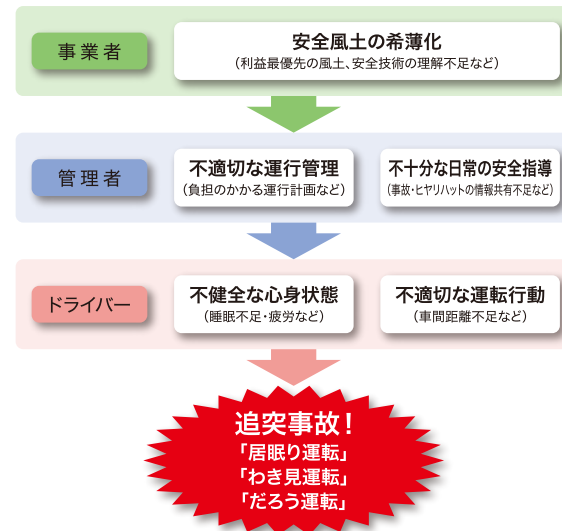 事業者
安全風土の希薄化
（利益最優先の風土、安全技術の理解不足など）
管理者
不適切な運行管理
（負担のかかる運行計画など）
不十分な日常の安全指導
（事故・ヒヤリハットの情報共有不足など）
ドライバー
不健全な心身状態
（睡眠不足・疲労など）
不適切な運転行動
（車間距離不足など）
追突事故！
「居眠り運転」
「わき見運転」
「だろう運転」